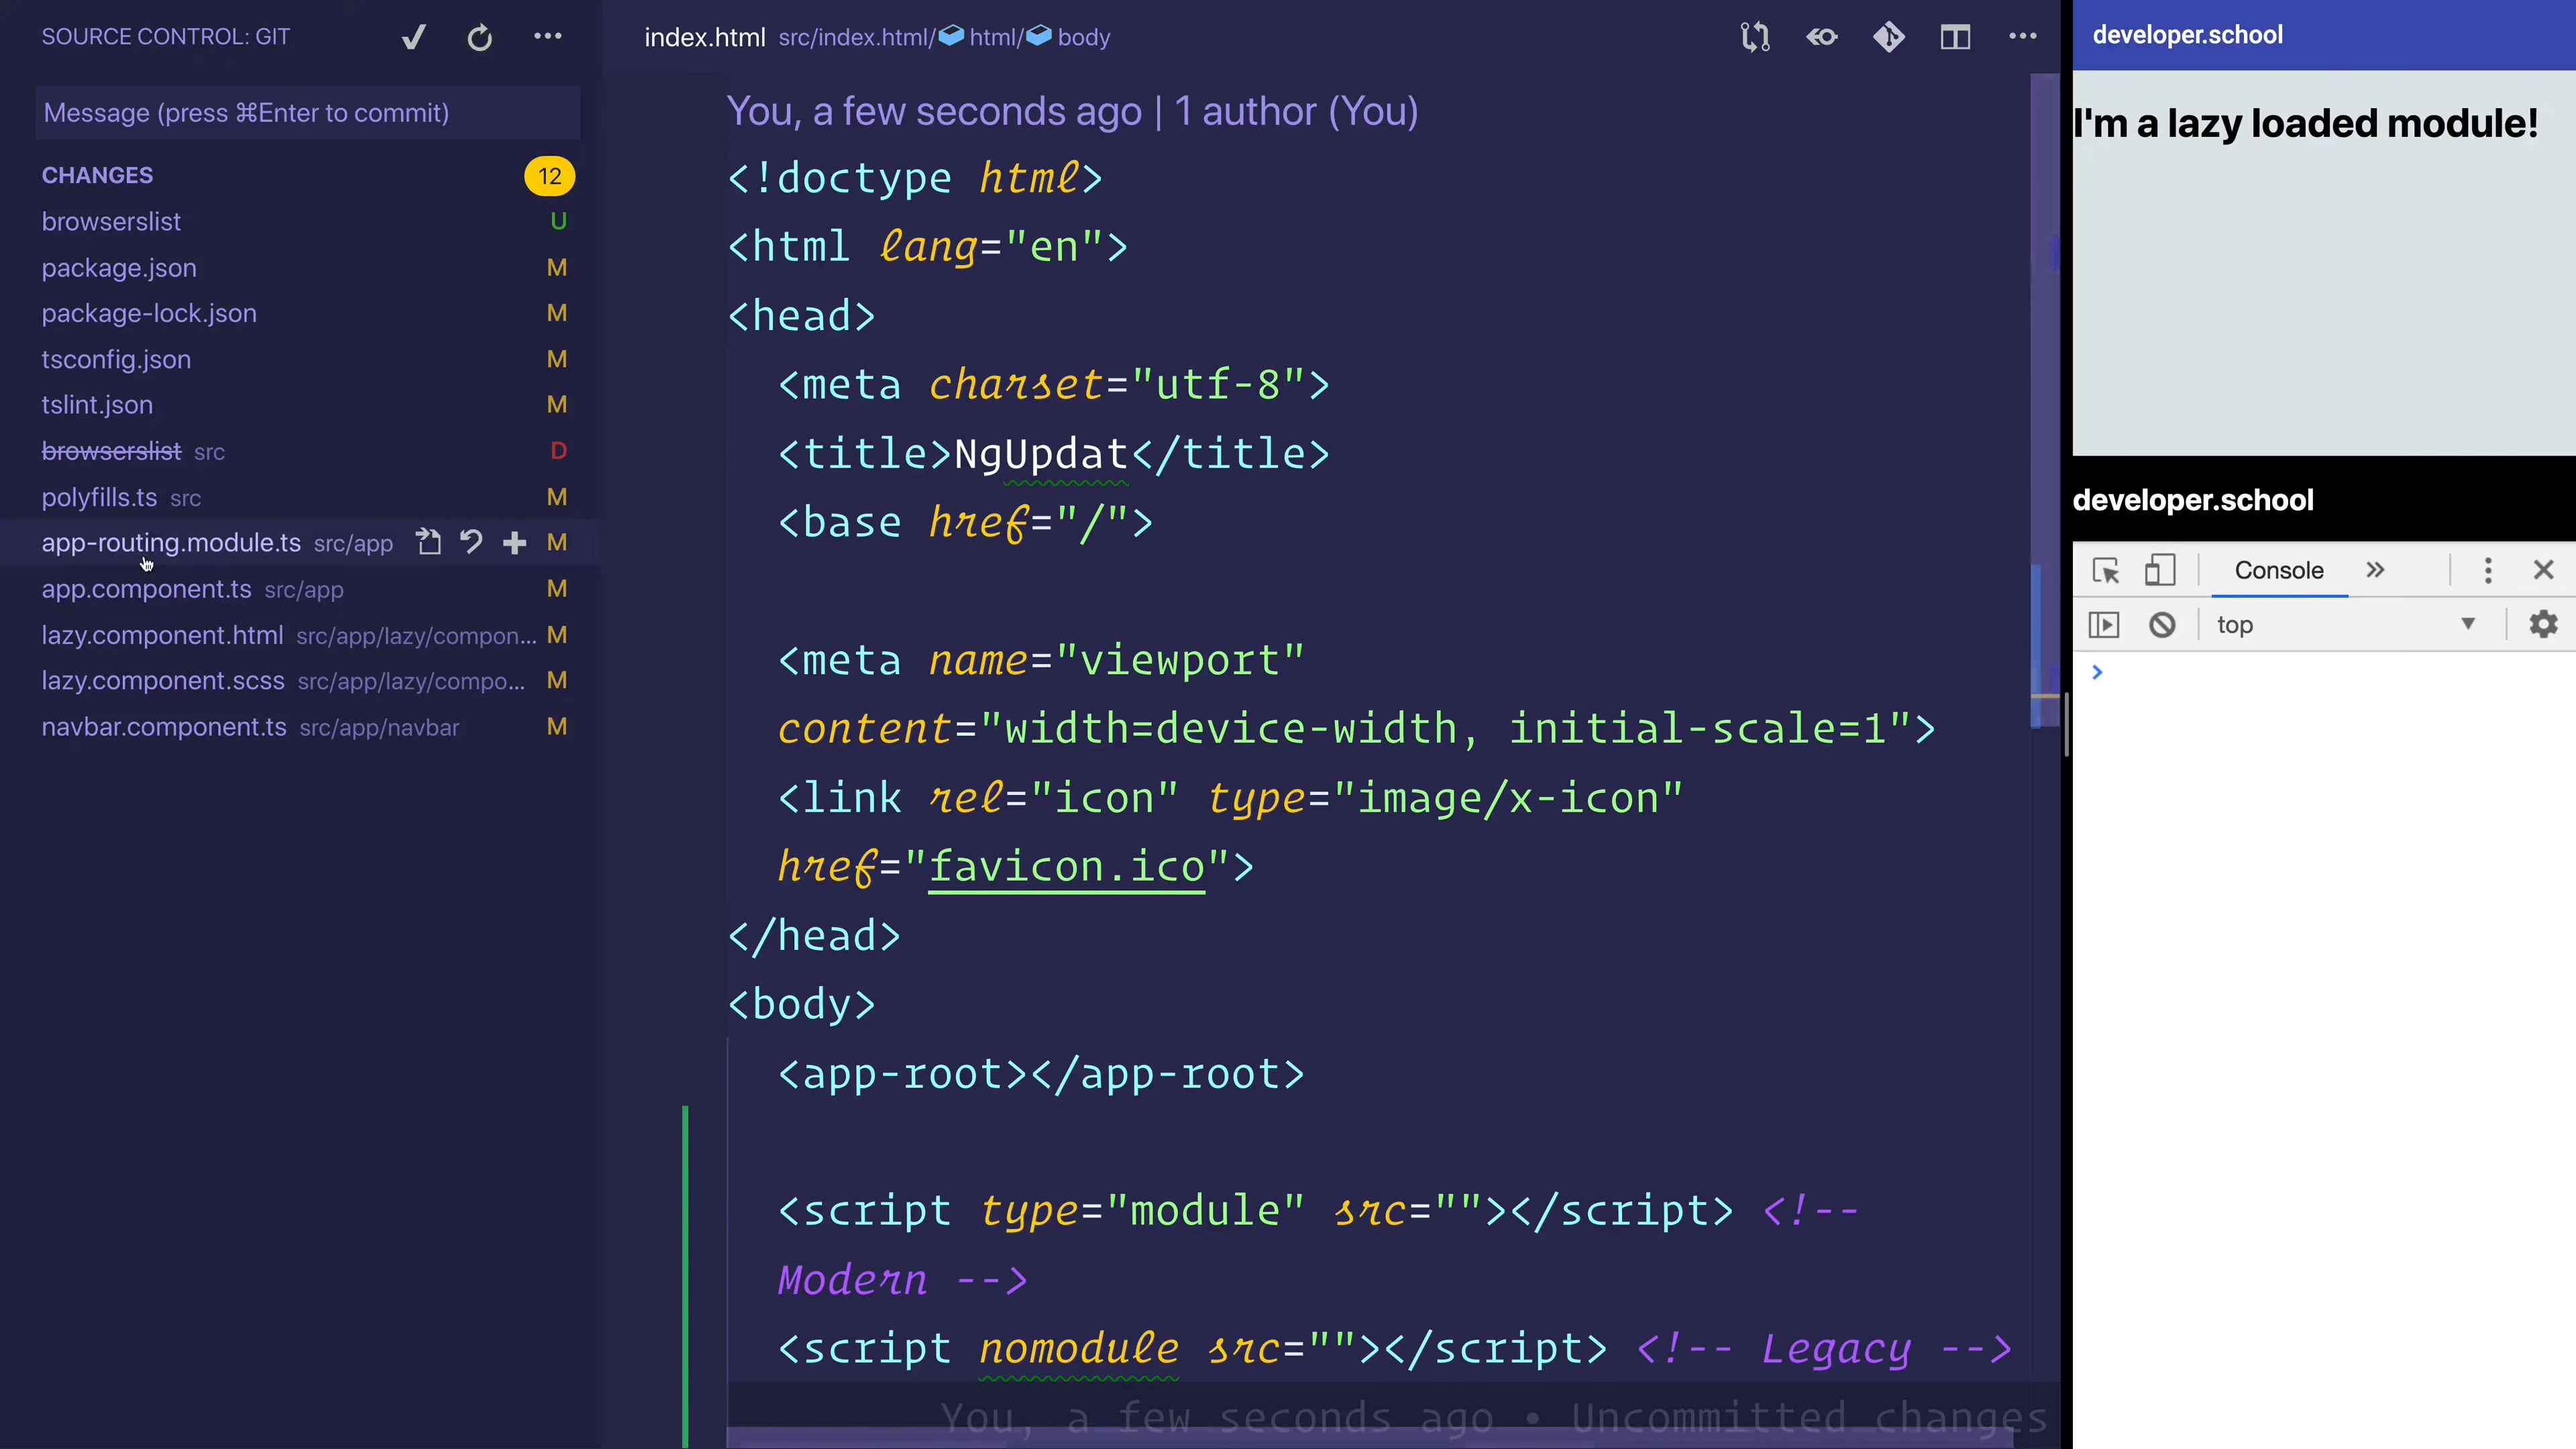 SOURCE CONTROL: GIT
Message (press ⌘Enter to commit)
CHANGES 12
browserslist U
package.json M
package-lock.json M
tsconfig.json M
tslint.json M
browserslist src D
polyfills.ts src M
app-routing.module.ts src/app M
app.component.ts src/app M
lazy.component.html src/app/lazy/compon... M
lazy.component.scss src/app/lazy/compo... M
navbar.component.ts src/app/navbar M
index.html src/index.html/ html/ body
You, a few seconds ago | 1 author (You)
<!doctype html>
<html lang="en">
<head>
<meta charset="utf-8">
<title>NgUpdat</title>
<base href="/">
<meta name="viewport"
content="width=device-width, initial-scale=1">
<link rel="icon" type="image/x-icon"
href="favicon.ico">
</head>
<body>
<app-root></app-root>
<script type="module" src=""></script> <!--
Modern -->
<script nomodule src=""></script> <!-- Legacy -->
You, a few seconds ago • Uncommitted changes
developer.school
I'm a lazy loaded module!
developer.school
Console
top